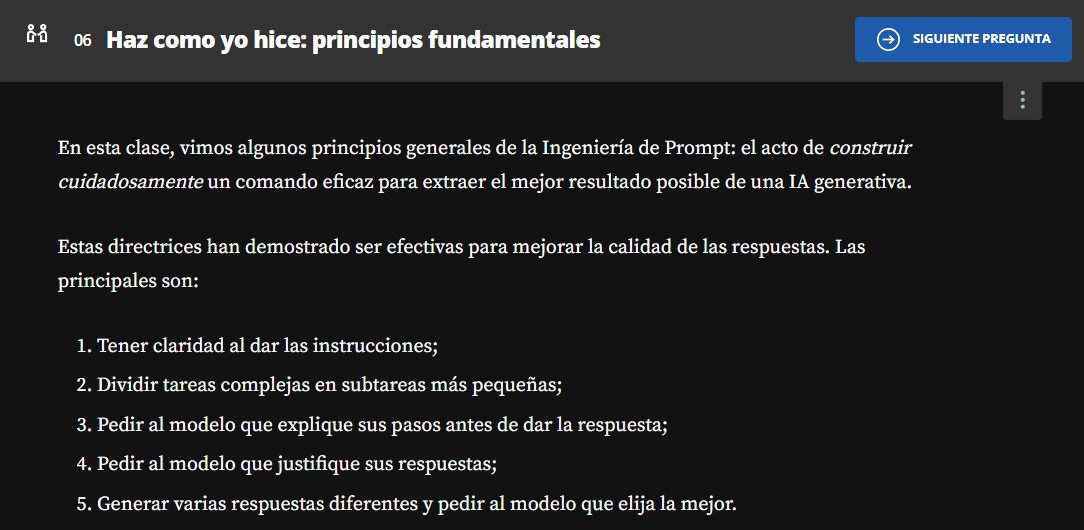 06 Haz como yo hice: principios fundamentales
SIGUIENTE PREGUNTA
En esta clase, vimos algunos principios generales de la Ingeniería de Prompt: el acto de construir
cuidadosamente un comando eficaz para extraer el mejor resultado posible de una IA generativa.
Estas directrices han demostrado ser efectivas para mejorar la calidad de las respuestas. Las
principales son:
1. Tener claridad al dar las instrucciones;
2. Dividir tareas complejas en subtareas más pequeñas;
3. Pedir al modelo que explique sus pasos antes de dar la respuesta;
4. Pedir al modelo que justifique sus respuestas;
5. Generar varias respuestas diferentes y pedir al modelo que elija la mejor.